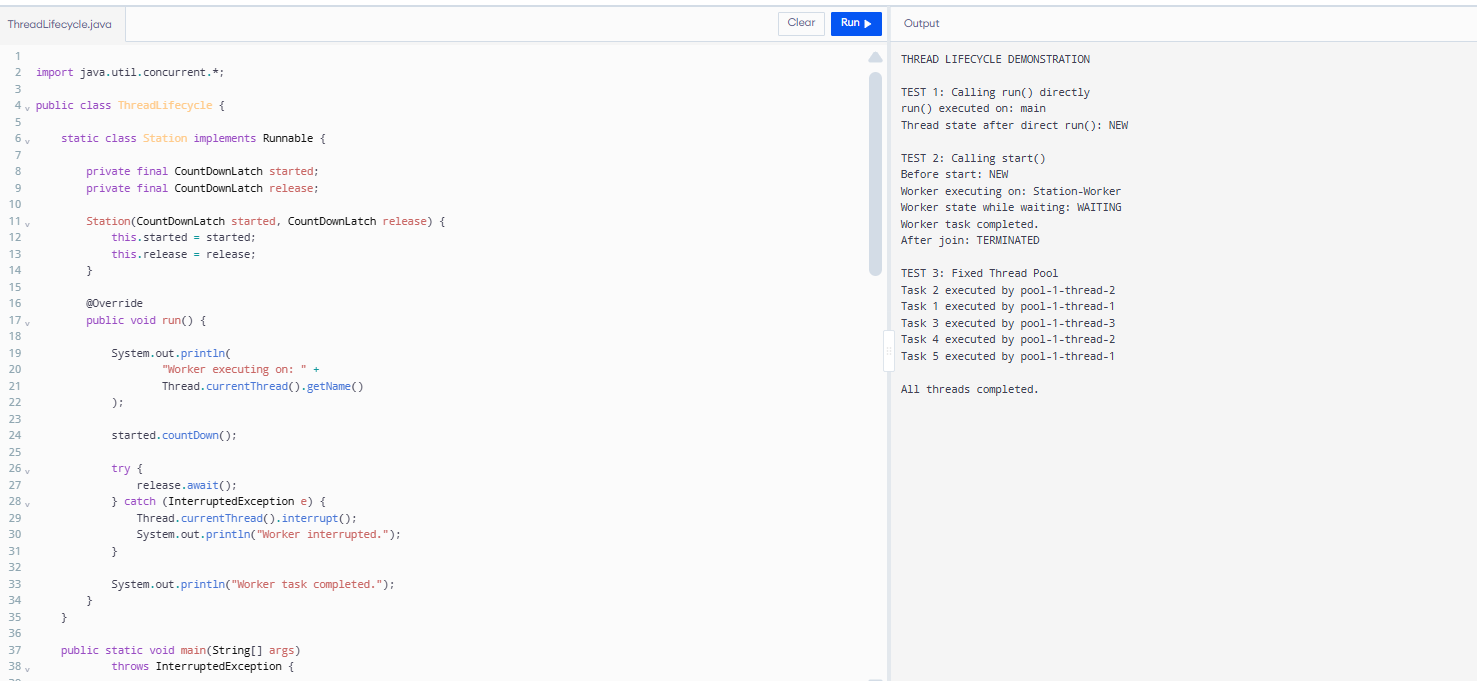 ThreadLifecycle.java
Clear
Run
1
2 import java.util.concurrent.*;
3
4 public class ThreadLifecycle {
5
6     static class Station implements Runnable {
7
8         private final CountDownLatch started;
9         private final CountDownLatch release;
10
11         Station(CountDownLatch started, CountDownLatch release) {
12             this.started = started;
13             this.release = release;
14         }
15
16         @Override
17         public void run() {
18
19             System.out.println(
20                     "Worker executing on: " +
21                     Thread.currentThread().getName()
22             );
23
24             started.countDown();
25
26             try {
27                 release.await();
28             } catch (InterruptedException e) {
29                 Thread.currentThread().interrupt();
30                 System.out.println("Worker interrupted.");
31             }
32
33             System.out.println("Worker task completed.");
34         }
35     }
36
37     public static void main(String[] args)
38             throws InterruptedException {
Output
THREAD LIFECYCLE DEMONSTRATION
TEST 1: Calling run() directly
run() executed on: main
Thread state after direct run(): NEW
TEST 2: Calling start()
Before start: NEW
Worker executing on: Station-Worker
Worker state while waiting: WAITING
Worker task completed.
After join: TERMINATED
TEST 3: Fixed Thread Pool
Task 2 executed by pool-1-thread-2
Task 1 executed by pool-1-thread-1
Task 3 executed by pool-1-thread-3
Task 4 executed by pool-1-thread-2
Task 5 executed by pool-1-thread-1
All threads completed.